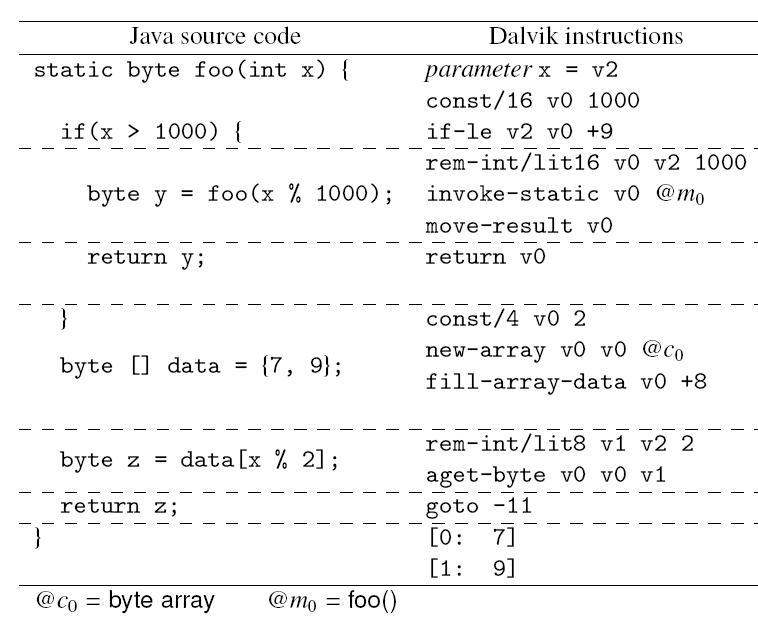 Java source code Dalvik instructions
static byte foo(int x) { parameter x = v2
const/16 v0 1000
if(x > 1000) { if-le v2 v0 +9
rem-int/lit16 v0 v2 1000
byte y = foo(x % 1000); invoke-static v0 @m0
move-result v0
return y; return v0
} const/4 v0 2
new-array v0 v0 @c0
byte [] data = {7, 9};
fill-array-data v0 +8
rem-int/lit8 v1 v2 2
byte z = data[x % 2];
aget-byte v0 v0 v1
return z; goto -11
} [0: 7]
[1: 9]
@c0 = byte array @m0 = foo()